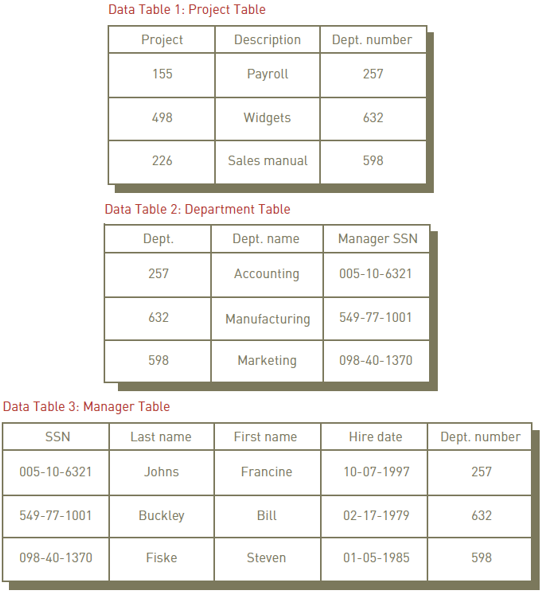 Data Table 1: Project Table
Project Description Dept. number
155 Payroll 257
498 Widgets 632
226 Sales manual 598
Data Table 2: Department Table
Dept. Dept. name Manager SSN
257 Accounting 005-10-6321
632 Manufacturing 549-77-1001
598 Marketing 098-40-1370
Data Table 3: Manager Table
SSN Last name First name Hire date Dept. number
005-10-6321 Johns Francine 10-07-1997 257
549-77-1001 Buckley Bill 02-17-1979 632
098-40-1370 Fiske Steven 01-05-1985 598